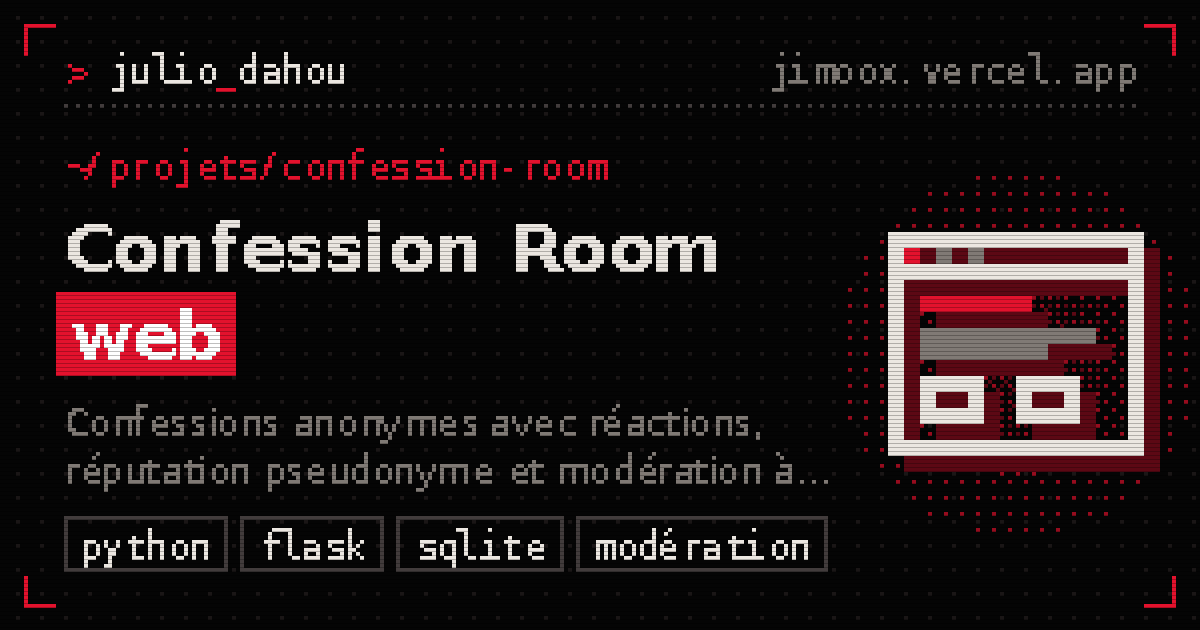 > julio_dahou
jimoox.vercel.app
~/projets/confession-room
Confession Room
web
Confessions anonymes avec réactions,
réputation pseudonyme et modération à…
python
flask
sqlite
modération